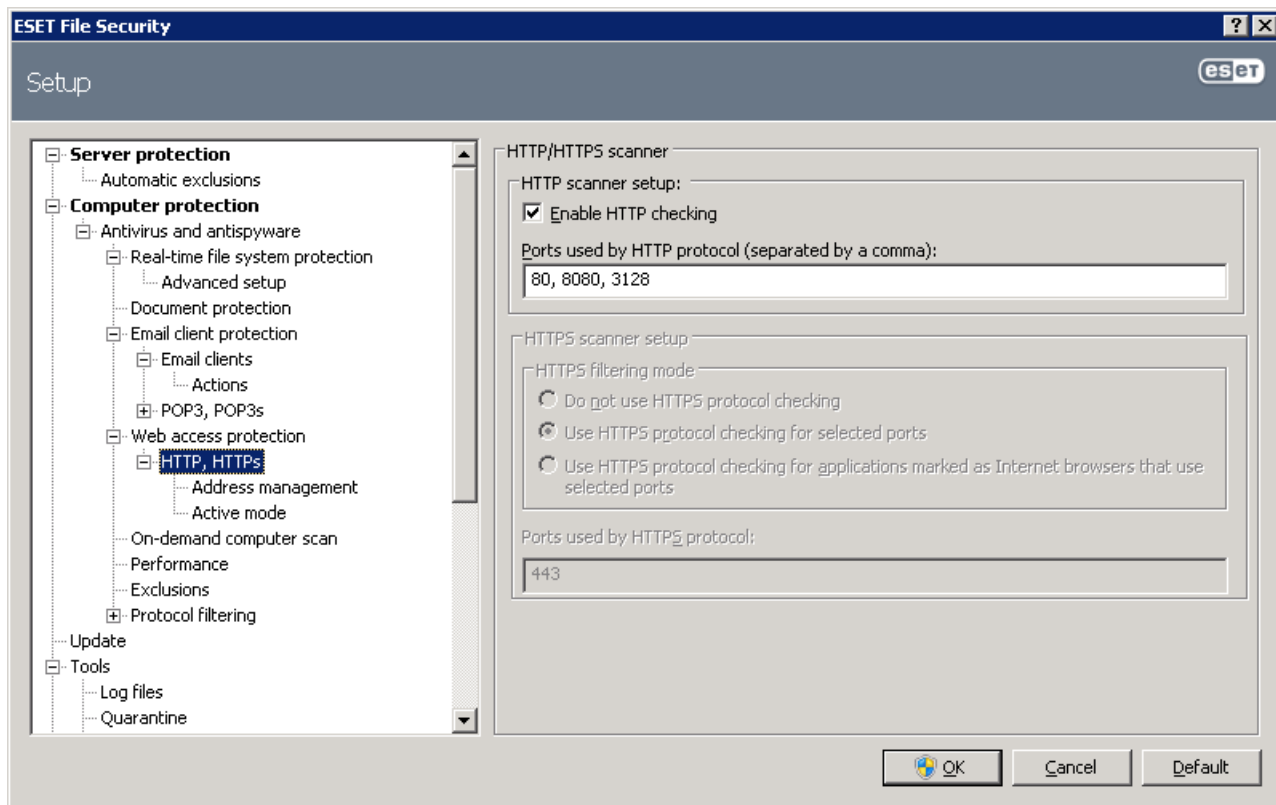 ESET File Security
Setup
eset
Server protection
Automatic exclusions
Computer protection
Antivirus and antispyware
Real-time file system protection
Advanced setup
Document protection
Email client protection
Email clients
Actions
POP3, POP3s
Web access protection
HTTP, HTTPs
Address management
Active mode
On-demand computer scan
Performance
Exclusions
Protocol filtering
Update
Tools
Log files
Quarantine
HTTP/HTTPS scanner
HTTP scanner setup:
Enable HTTP checking
Ports used by HTTP protocol (separated by a comma):
80, 8080, 3128
HTTPS scanner setup
HTTPS filtering mode
Do not use HTTPS protocol checking
Use HTTPS protocol checking for selected ports
Use HTTPS protocol checking for applications marked as Internet browsers that use
selected ports
Ports used by HTTPS protocol:
443
OK
Cancel
Default